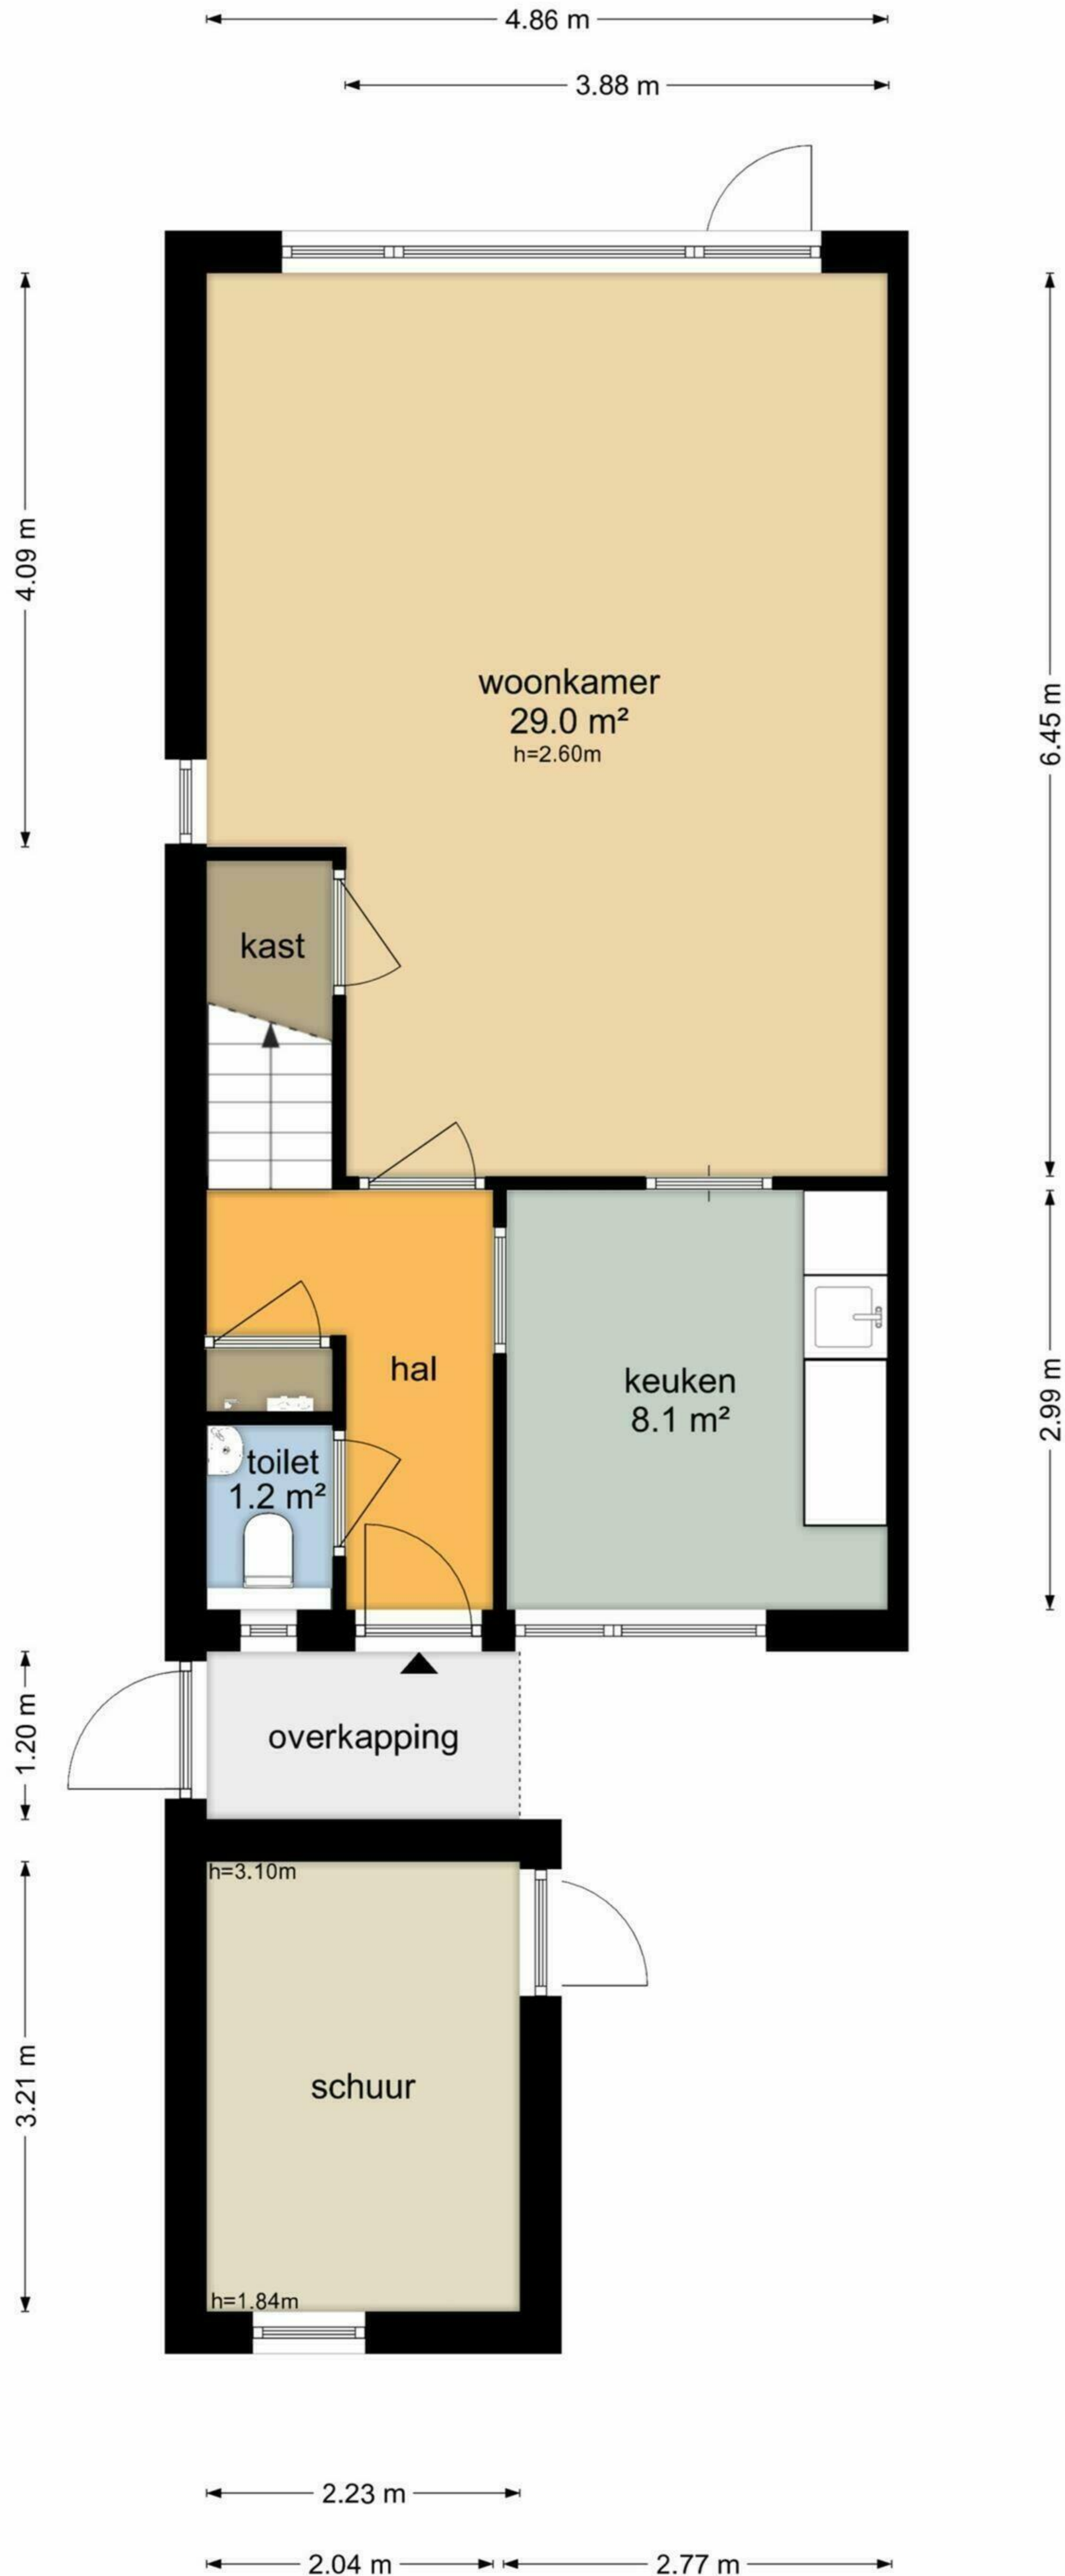 4.86 m
3.88 m
4.09 m
6.45 m
woonkamer
29.0 m²
h=2.60m
kast
hal
keuken
8.1 m²
2.99 m
toilet
1.2 m²
1.20 m
overkapping
h=3.10m
3.21 m
schuur
h=1.84m
2.23 m
2.04 m
2.77 m